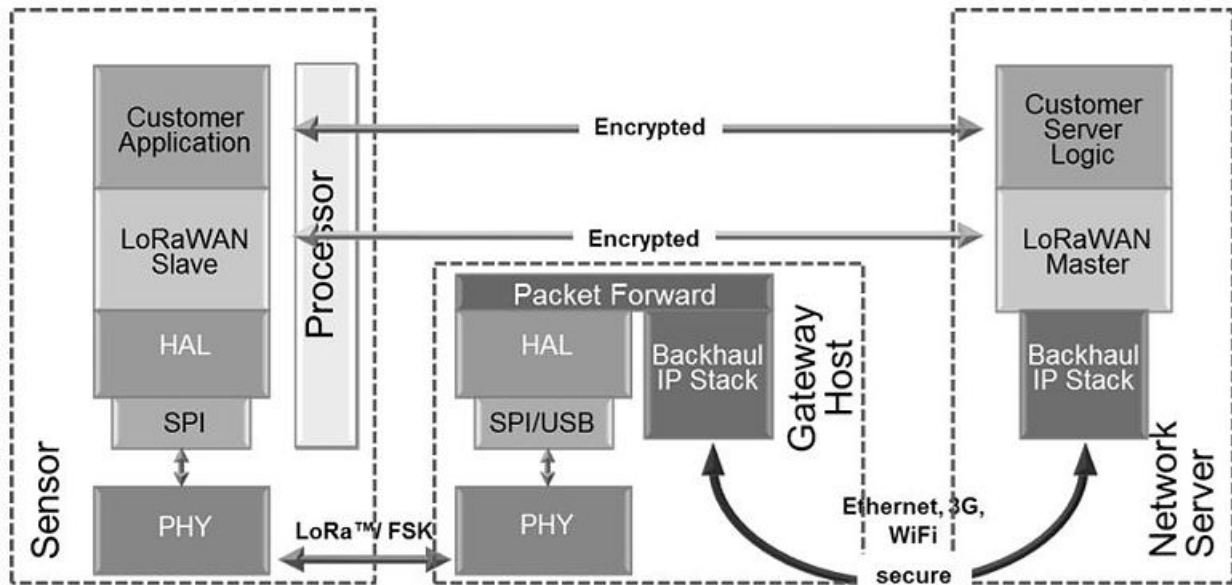 Customer
Application
LoRaWAN
Slave
HAL
SPI
PHY
Processor
Sensor
Encrypted
Encrypted
LoRa™/ FSK
Packet Forward
HAL
SPI/USB
PHY
Backhaul
IP Stack
Gateway
Host
Ethernet, 3G,
WiFi
secure
Customer
Server
Logic
LoRaWAN
Master
Backhaul
IP Stack
Network
Server